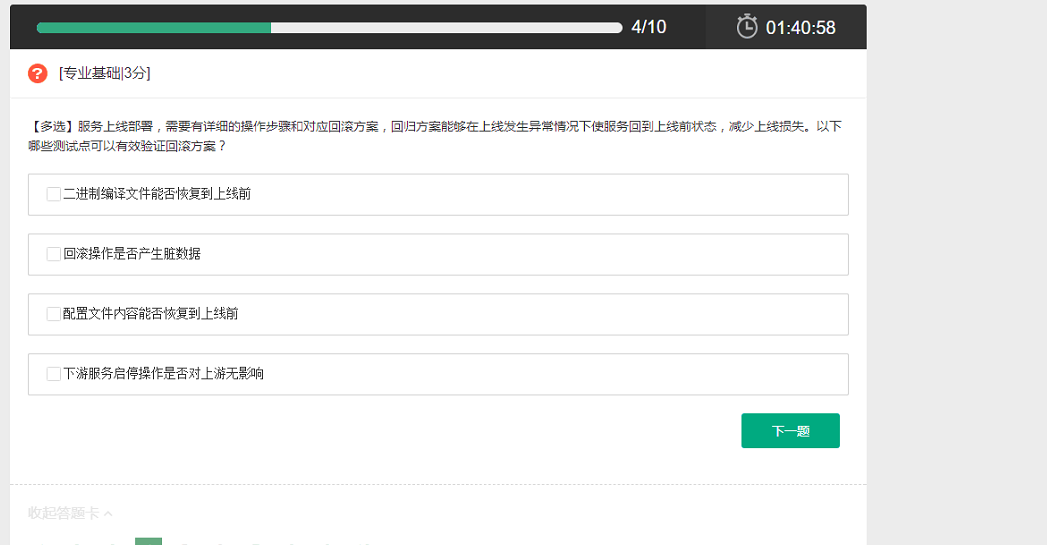 4/10
01:40:58
?
[专业基础|3分]
【多选】服务上线部署，需要有详细的操作步骤和对应回滚方案，回归方案能够在上线发生异常情况下使服务回到上线前状态，减少上线损失。以下
哪些测试点可以有效验证回滚方案？
二进制编译文件能否恢复到上线前
回滚操作是否产生脏数据
配置文件内容能否恢复到上线前
下游服务启停操作是否对上游无影响
下一题
收起答题卡